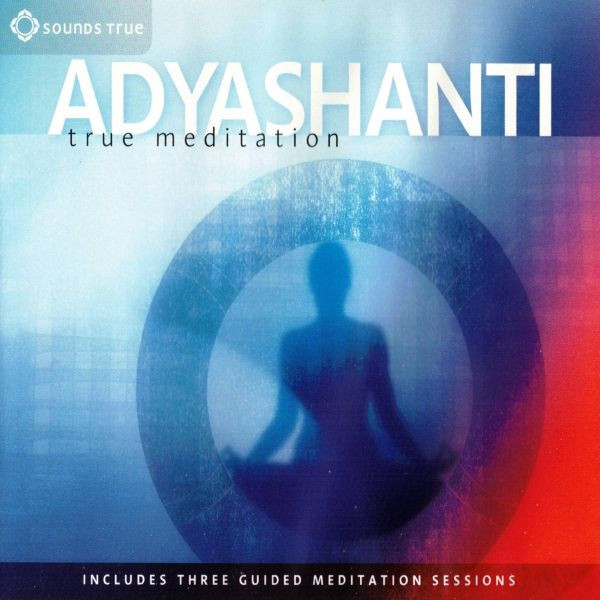 sounds true
ADYASHANTI
true meditation
INCLUDES THREE GUIDED MEDITATION SESSIONS